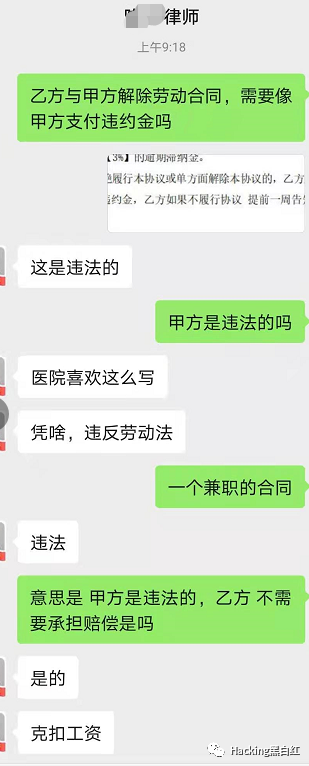 律师
上午9:18
乙方与甲方解除劳动合同，需要像
甲方支付违约金吗
【3%】的逾期滞纳金。
履行本协议或单方面解除本协议的，乙方
违约金，乙方如果不履行协议 提前一周告
这是违法的
甲方是违法的吗
医院喜欢这么写
凭啥，违反劳动法
一个兼职的合同
违法
意思是 甲方是违法的，乙方 不需
要承担赔偿是吗
是的
克扣工资
Hacking黑白红